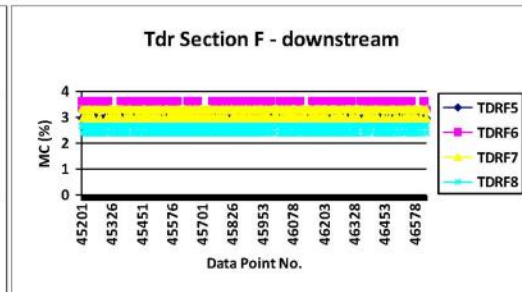 Tdr Section F - downstream
MC (%)
4
3
2
1
0
45201
45326
45451
45576
45701
45826
45953
46078
46203
46328
46453
46578
Data Point No.
TDRF5
TDRF6
TDRF7
TDRF8